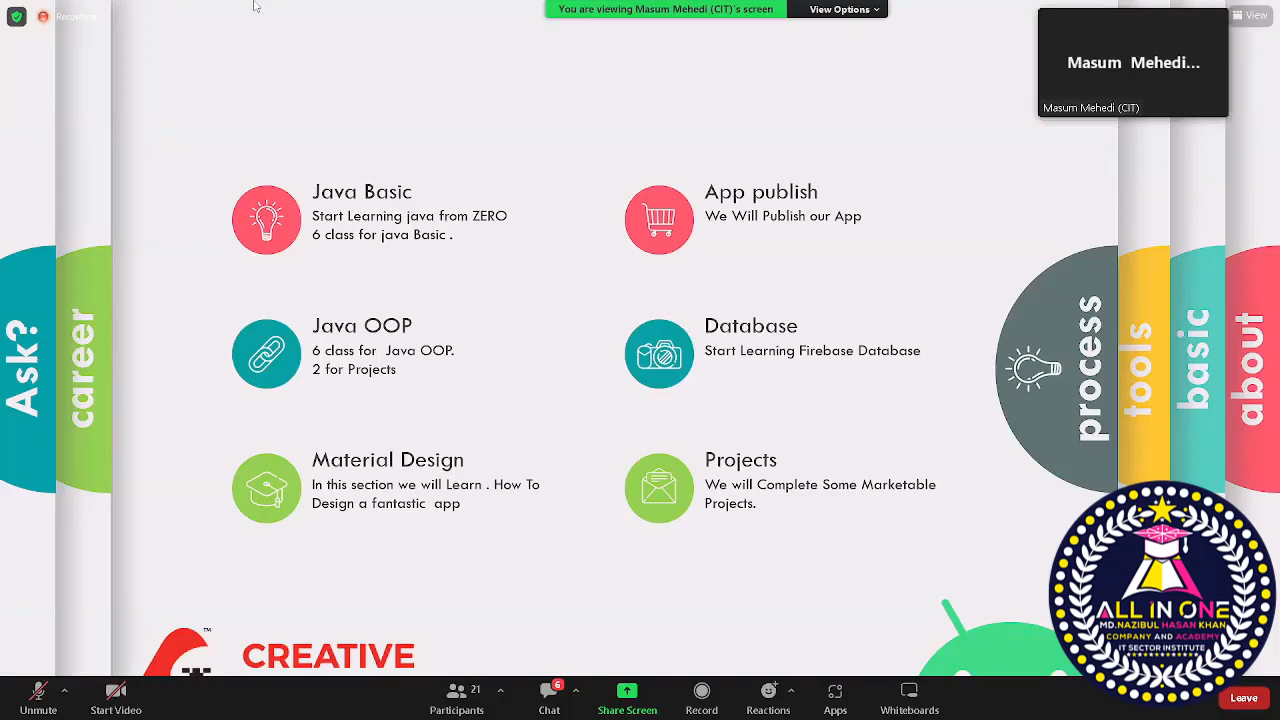 Recording
You are viewing Masum Mehedi (CIT)'s screen
View Options
View
Masum Mehedi...
Masum Mehedi (CIT)
Java Basic
Start Learning java from ZERO
6 class for java Basic .
App publish
We Will Publish our App
Java OOP
6 class for Java OOP.
2 for Projects
Database
Start Learning Firebase Database
Material Design
In this section we will Learn . How To
Design a fantastic app
Projects
We will Complete Some Marketable
Projects.
Ask?
career
process
tools
basic
about
TM
CREATIVE
ALL IN ONE
MD.NAZIBUL HASAN KHAN
COMPANY AND ACADEMY
IT SECTOR INSTITUTE
Unmute
Start Video
21
Participants
6
Chat
Share Screen
Record
Reactions
Apps
Whiteboards
Leave